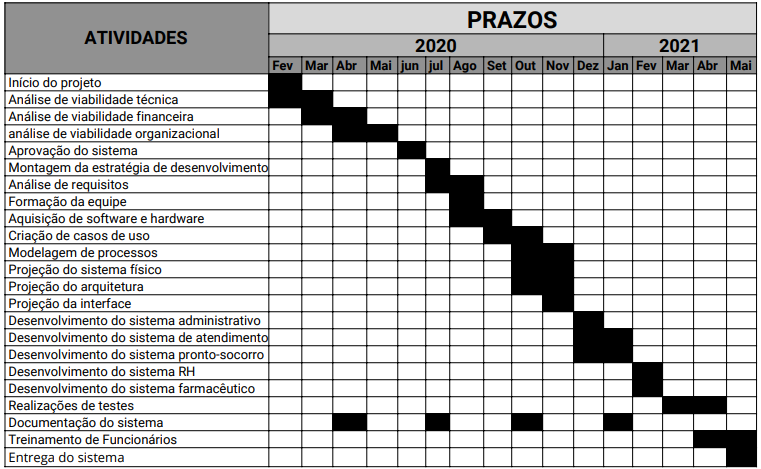 PRAZOS
ATIVIDADES
2020 2021
Fev Mar Abr Mai jun jul Ago Set Out Nov Dez Jan Fev Mar Abr Mai
Início do projeto
Análise de viabilidade técnica
Análise de viabilidade financeira
análise de viabilidade organizacional
Aprovação do sistema
Montagem da estratégia de desenvolvimento
Análise de requisitos
Formação da equipe
Aquisição de software e hardware
Criação de casos de uso
Modelagem de processos
Projeção do sistema físico
Projeção do arquitetura
Projeção da interface
Desenvolvimento do sistema administrativo
Desenvolvimento do sistema de atendimento
Desenvolvimento do sistema pronto-socorro
Desenvolvimento do sistema RH
Desenvolvimento do sistema farmacêutico
Realizações de testes
Documentação do sistema
Treinamento de Funcionários
Entrega do sistema